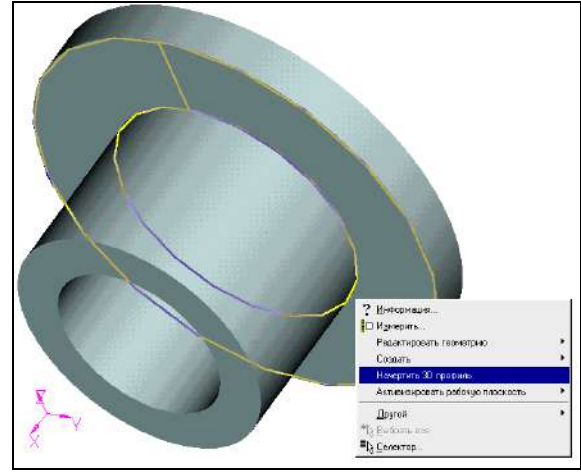 ? Информация...
Измерить...
Редактировать геометрию
Создать
Начертить 3D профиль
Активизировать рабочую плоскость
Другой
Выбрать все
Селектор...
Z
Y
X